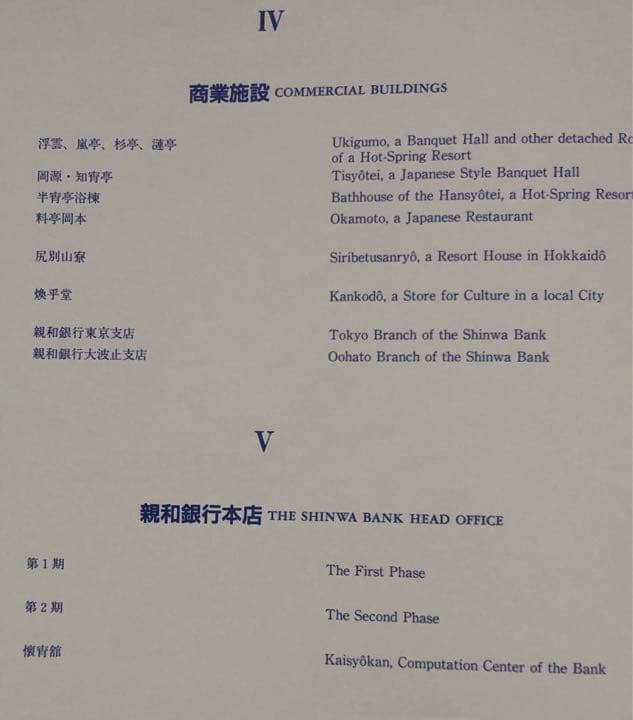 IV
商業施設 COMMERCIAL BUILDINGS
浮雲、嵐亭、杉亭、漣亭 Ukigumo, a Banquet Hall and other detached
of a Hot-Spring Resort
岡源・知宵亭 Tisyôtei, a Japanese Style Banquet Hall
半宵亭浴棟 Bathhouse of the Hansyôtei, a Hot-Spring Resort
料亭岡本 Okamoto, a Japanese Restaurant
尻別山寮 Siribetusanryô, a Resort House in Hokkaidô
煥乎堂 Kankodô, a Store for Culture in a local City
親和銀行東京支店 Tokyo Branch of the Shinwa Bank
親和銀行大波止支店 Oohato Branch of the Shinwa Bank
V
親和銀行本店 THE SHINWA BANK HEAD OFFICE
第1期 The First Phase
第2期 The Second Phase
懐宵舘 Kaisyôkan, Computation Center of the Bank